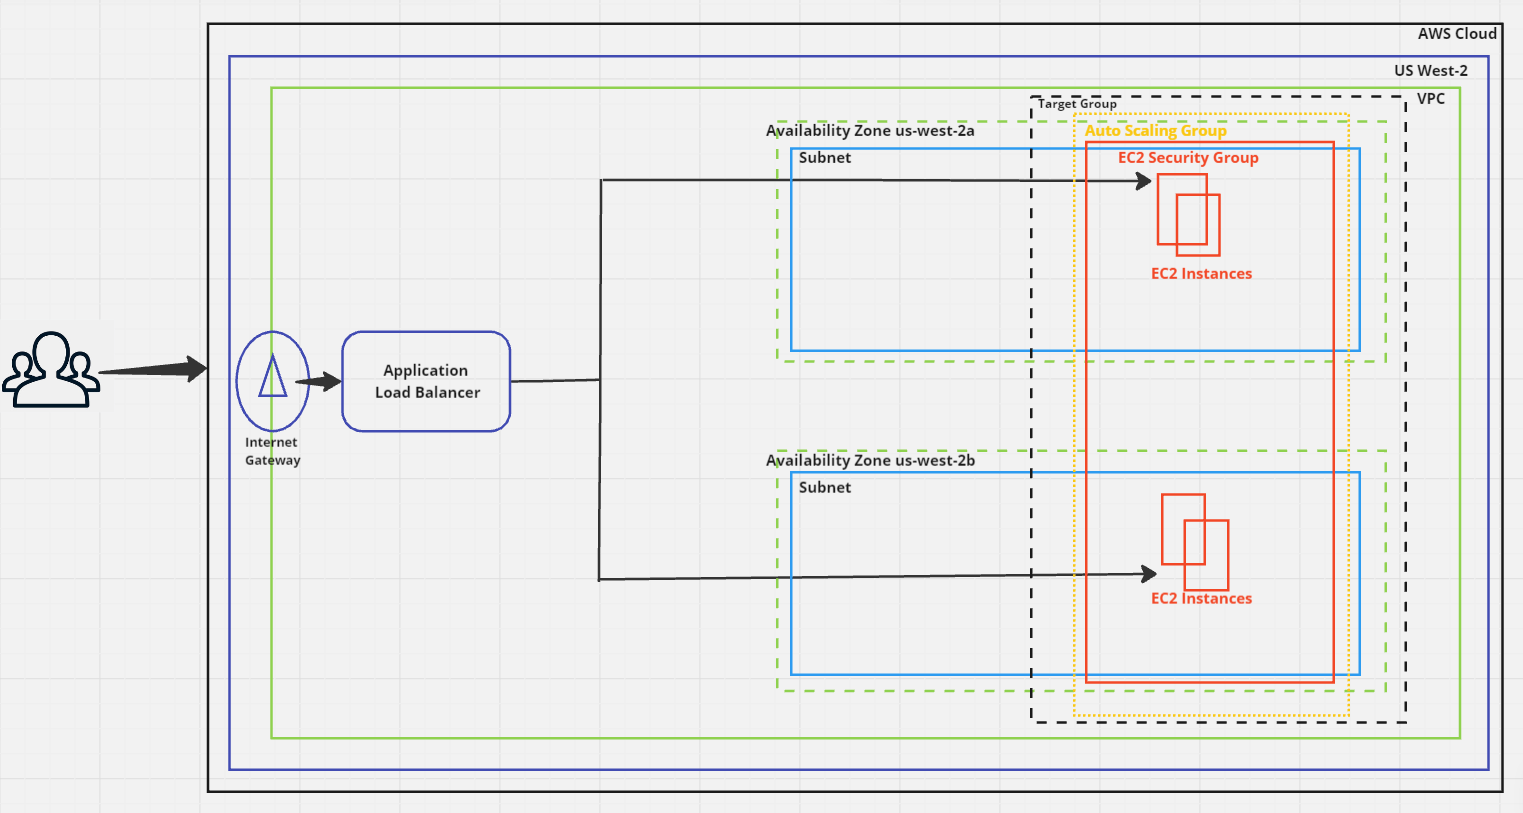 AWS Cloud
US West-2
VPC
Target Group
Availability Zone us-west-2a
Auto Scaling Group
Subnet
EC2 Security Group
EC2 Instances
Application
Load Balancer
Internet
Gateway
Availability Zone us-west-2b
Subnet
EC2 Instances